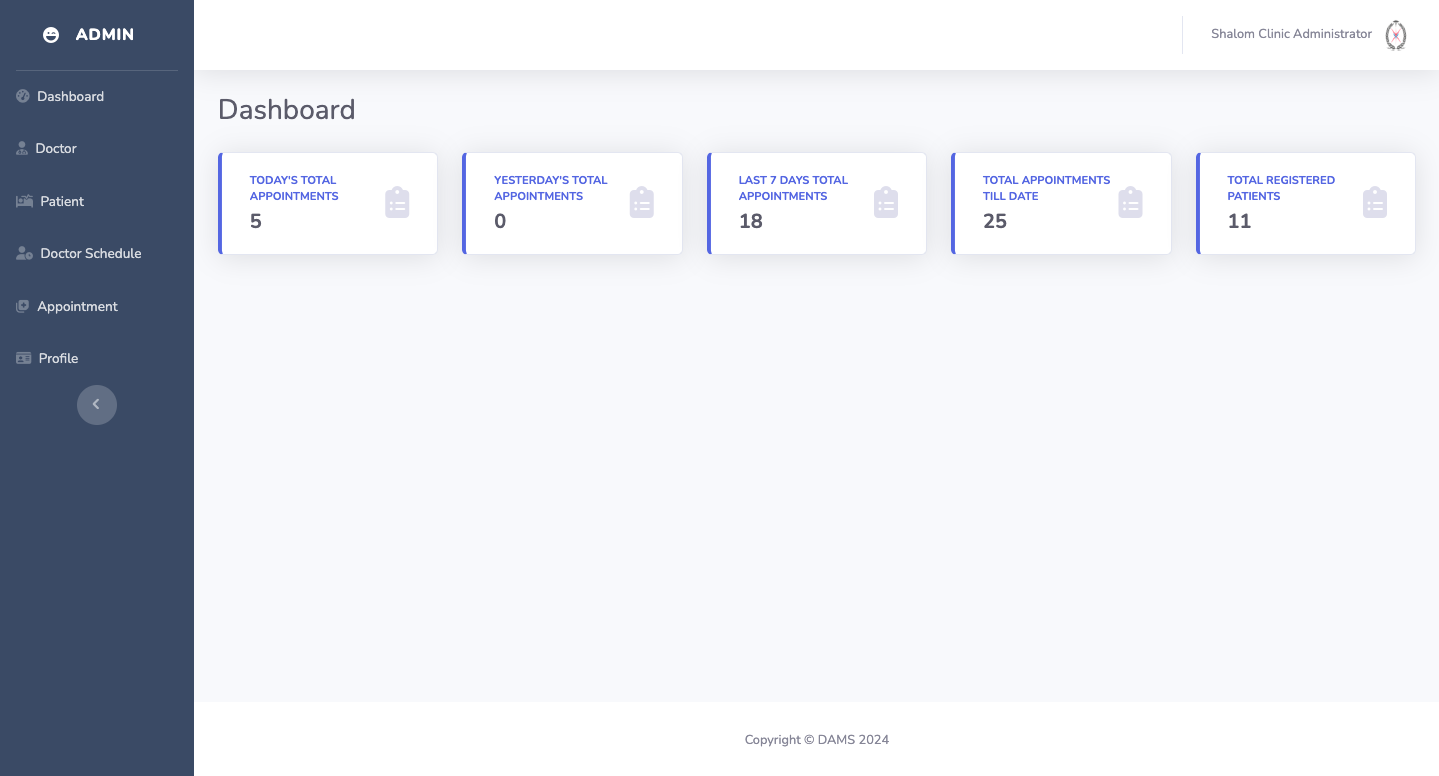 ADMIN
Dashboard
Doctor
Patient
Doctor Schedule
Appointment
Profile
Shalom Clinic Administrator
Dashboard
TODAY'S TOTAL
APPOINTMENTS
5
YESTERDAY'S TOTAL
APPOINTMENTS
0
LAST 7 DAYS TOTAL
APPOINTMENTS
18
TOTAL APPOINTMENTS
TILL DATE
25
TOTAL REGISTERED
PATIENTS
11
Copyright © DAMS 2024